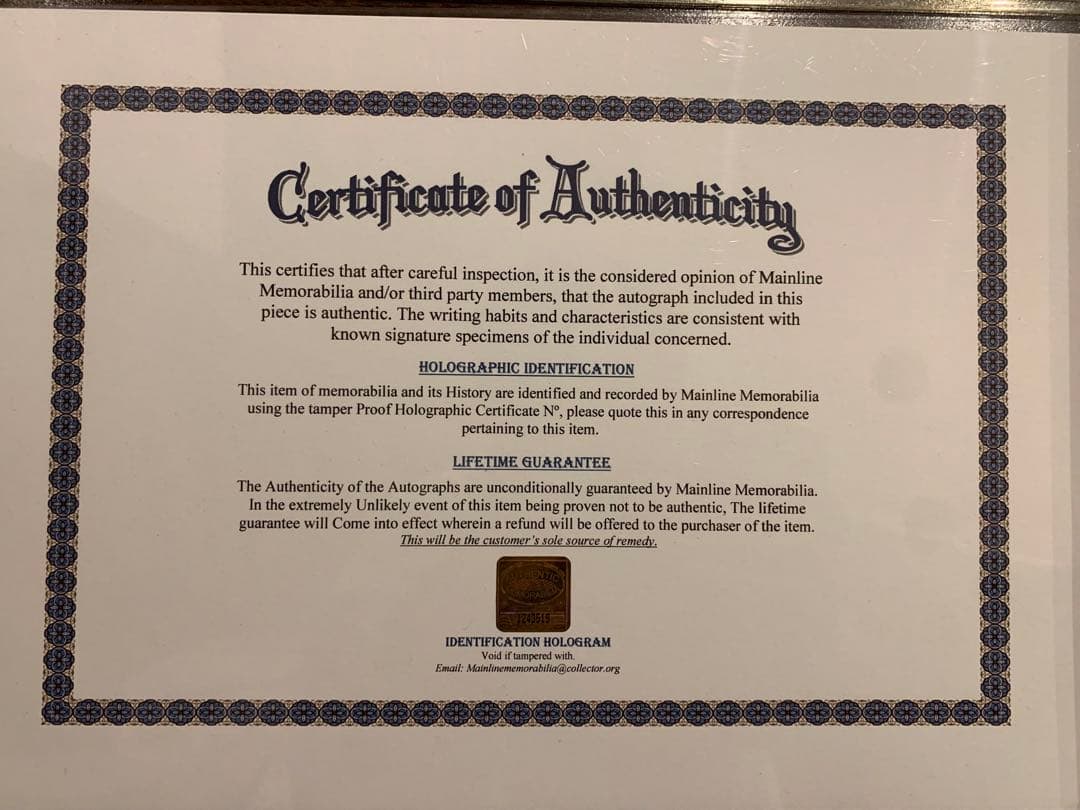 Certificate of Authenticity
This certifies that after careful inspection, it is the considered opinion of Mainline
Memorabilia and/or third party members, that the autograph included in this
piece is authentic. The writing habits and characteristics are consistent with
known signature specimens of the individual concerned.
HOLOGRAPHIC IDENTIFICATION
This item of memorabilia and its History are identified and recorded by Mainline Memorabilia
using the tamper Proof Holographic Certificate Nº, please quote this in any correspondence
pertaining to this item.
LIFETIME GUARANTEE
The Authenticity of the Autographs are unconditionally guaranteed by Mainline Memorabilia.
In the extremely Unlikely event of this item being proven not to be authentic, The lifetime
guarantee will Come into effect wherein a refund will be offered to the purchaser of the item.
This will be the customer's sole source of remedy.
AUTHENTIC
IDENTIFICATION HOLOGRAM
Void if tampered with.
Email: Mainlinememorabilia@collector.org